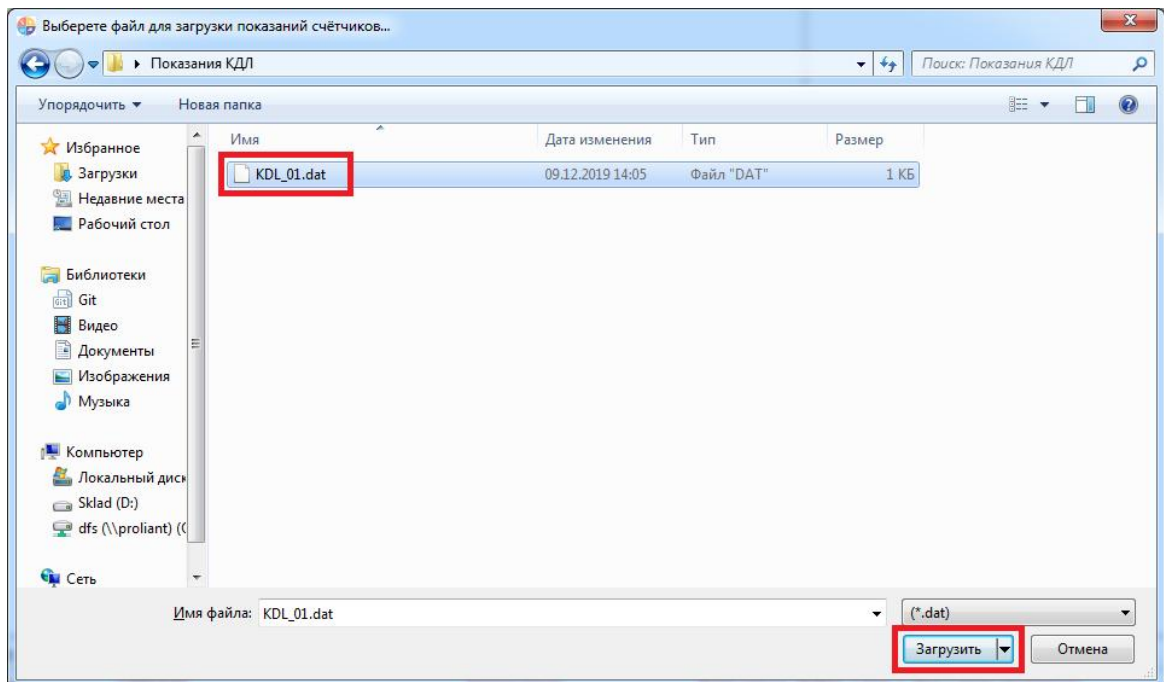 Выберете файл для загрузки показаний счётчиков...
Показания КДЛ
Поиск: Показания КДЛ
Упорядочить Новая папка
Имя Дата изменения Тип Размер
KDL_01.dat 09.12.2019 14:05 Файл "DAT" 1 КБ
Избранное
Загрузки
Недавние места
Рабочий стол
Библиотеки
Git
Видео
Документы
Изображения
Музыка
Компьютер
Локальный диск
Sklad (D:)
dfs (\\proliant) (
Сеть
Имя файла: KDL_01.dat (*.dat)
Загрузить Отмена